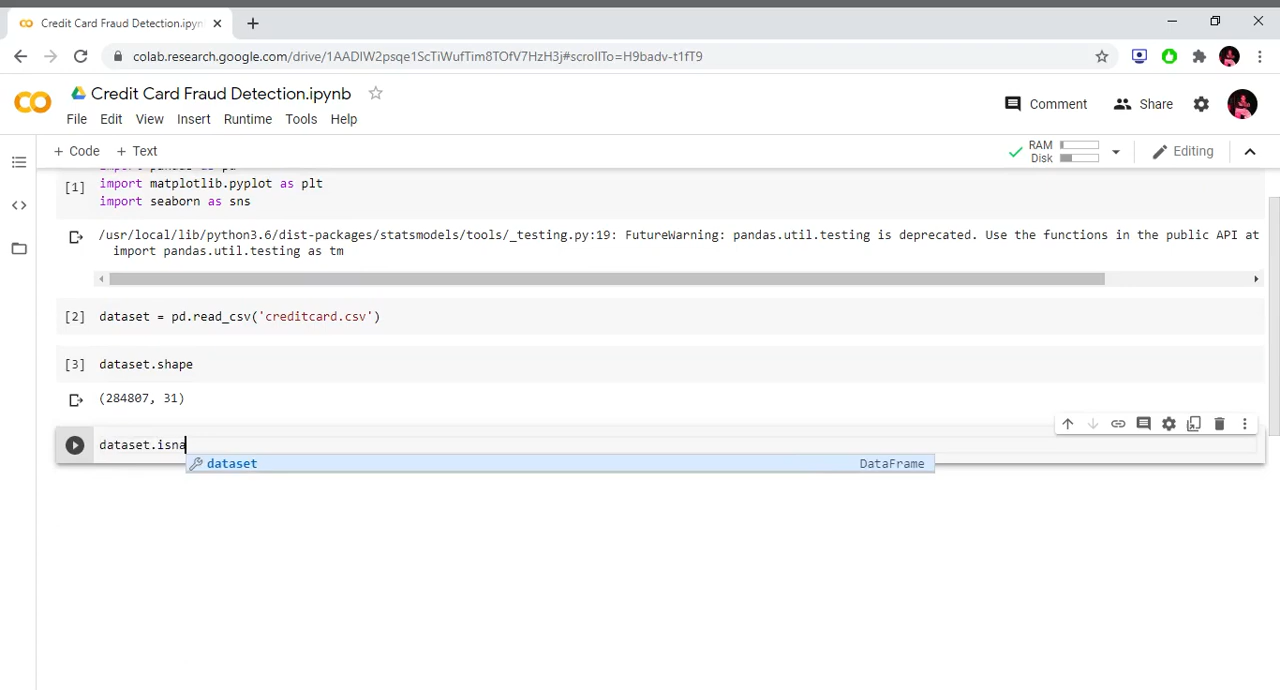 Credit Card Fraud Detection.ipynb
colab.research.google.com/drive/1AADIW2psqe1ScTiWufTim8TOfV7HzH3j#scrollTo=H9badv-t1fT9
CO Credit Card Fraud Detection.ipynb
Comment Share
File Edit View Insert Runtime Tools Help
+ Code + Text
RAM
Disk
Editing
[1] import matplotlib.pyplot as plt
import seaborn as sns
/usr/local/lib/python3.6/dist-packages/statsmodels/tools/_testing.py:19: FutureWarning: pandas.util.testing is deprecated. Use the functions in the public API at
import pandas.util.testing as tm
[2] dataset = pd.read_csv('creditcard.csv')
[3] dataset.shape
(284807, 31)
dataset.isna
dataset DataFrame